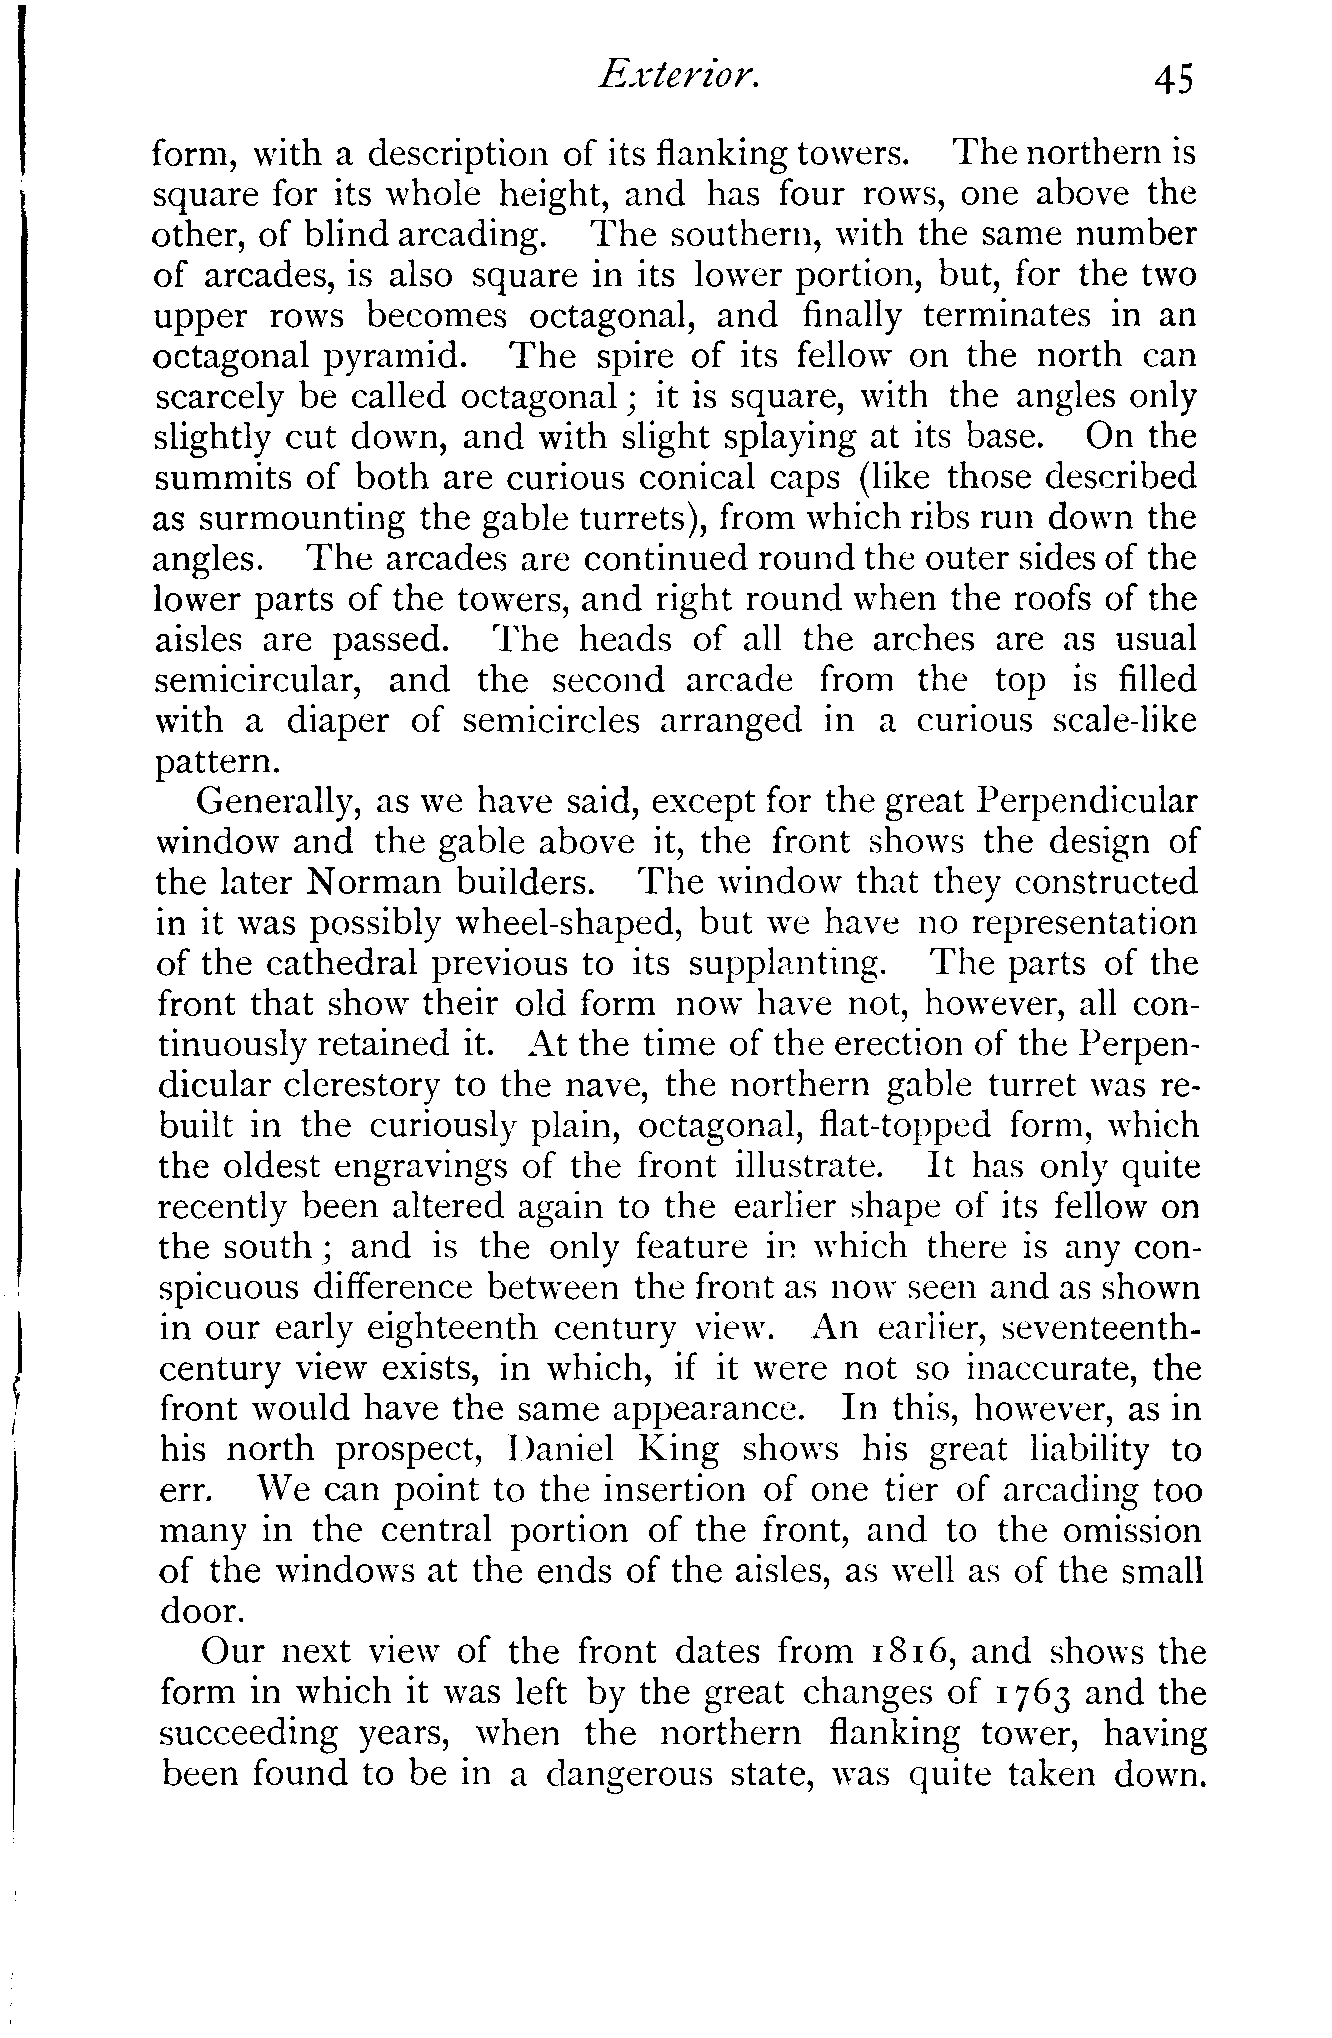 Exterior. 45
form, with a description of its flanking towers. The northern is
square for its whole height, and has four rows, one above the
other, of blind arcading. The southern, with the same number
of arcades, is also square in its lower portion, but, for the two
upper rows becomes octagonal, and finally terminates in an
octagonal pyramid. The spire of its fellow on the north can
scarcely be called octagonal; it is square, with the angles only
slightly cut down, and with slight splaying at its base. On the
summits of both are curious conical caps (like those described
as surmounting the gable turrets), from which ribs run down the
angles. The arcades are continued round the outer sides of the
lower parts of the towers, and right round when the roofs of the
aisles are passed. The heads of all the arches are as usual
semicircular, and the second arcade from the top is filled
with a diaper of semicircles arranged in a curious scale-like
pattern.
Generally, as we have said, except for the great Perpendicular
window and the gable above it, the front shows the design of
the later Norman builders. The window that they constructed
in it was possibly wheel-shaped, but we have no representation
of the cathedral previous to its supplanting. The parts of the
front that show their old form now have not, however, all con-
tinuously retained it. At the time of the erection of the Perpen-
dicular clerestory to the nave, the northern gable turret was re-
built in the curiously plain, octagonal, flat-topped form, which
the oldest engravings of the front illustrate. It has only quite
recently been altered again to the earlier shape of its fellow on
the south; and is the only feature in which there is any con-
spicuous difference between the front as now seen and as shown
in our early eighteenth century view. An earlier, seventeenth-
century view exists, in which, if it were not so inaccurate, the
front would have the same appearance. In this, however, as in
his north prospect, Daniel King shows his great liability to
err. We can point to the insertion of one tier of arcading too
many in the central portion of the front, and to the omission
of the windows at the ends of the aisles, as well as of the small
door.
Our next view of the front dates from 1816, and shows the
form in which it was left by the great changes of 1763 and the
succeeding years, when the northern flanking tower, having
been found to be in a dangerous state, was quite taken down.